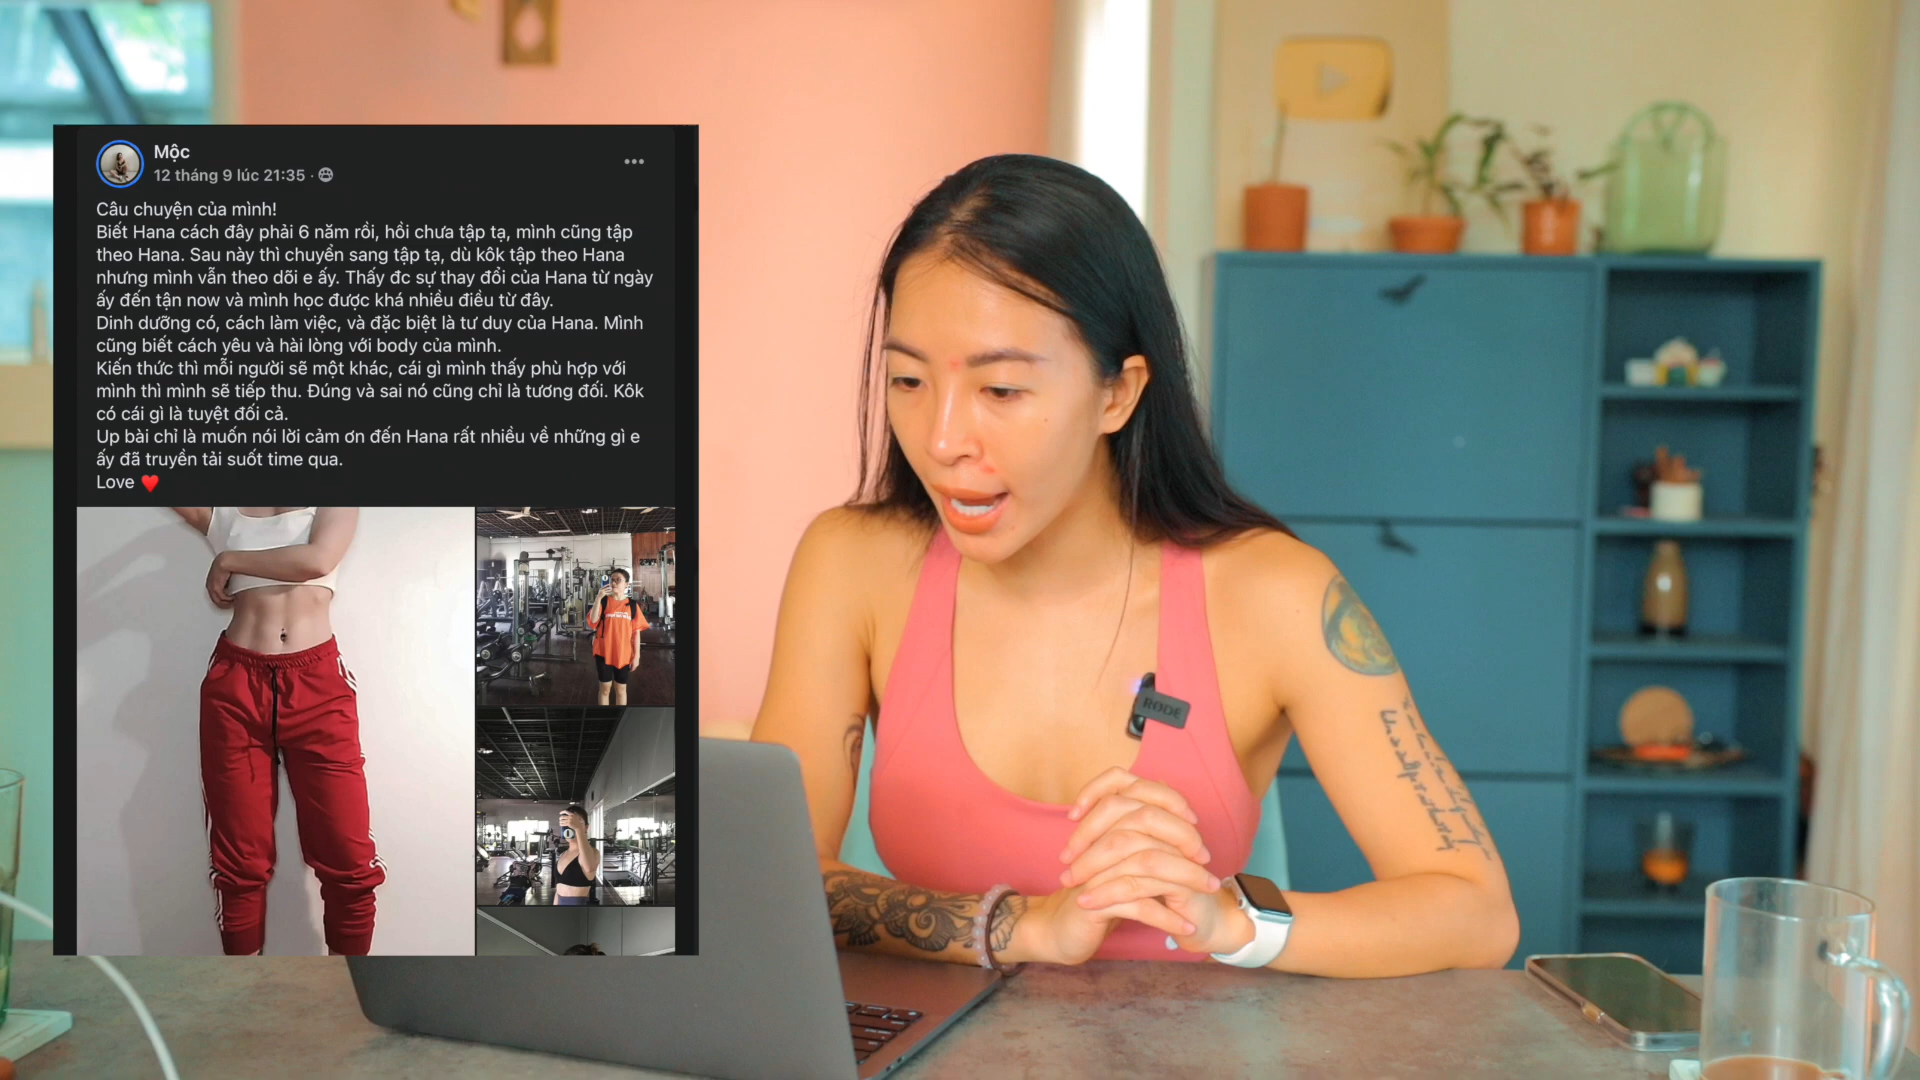 Mộc
12 tháng 9 lúc 21:35 ·
Câu chuyện của mình!
Biết Hana cách đây phải 6 năm rồi, hồi chưa tập tạ, mình cũng tập
theo Hana. Sau này thì chuyển sang tập tạ, dù kôk tập theo Hana
nhưng mình vẫn theo dõi e ấy. Thấy đc sự thay đổi của Hana từ ngày
ấy đến tận now và mình học được khá nhiều điều từ đây.
Dinh dưỡng có, cách làm việc, và đặc biệt là tư duy của Hana. Mình
cũng biết cách yêu và hài lòng với body của mình.
Kiến thức thì mỗi người sẽ một khác, cái gì mình thấy phù hợp với
mình thì mình sẽ tiếp thu. Đúng và sai nó cũng chỉ là tương đối. Kôk
có cái gì là tuyệt đối cả.
Up bài chỉ là muốn nói lời cảm ơn đến Hana rất nhiều về những gì e
ấy đã truyền tải suốt time qua.
Love ❤️
RØDE